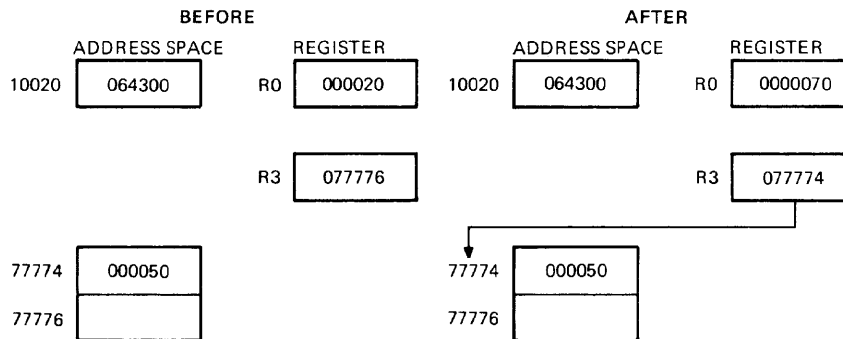 BEFORE AFTER
ADDRESS SPACE REGISTER ADDRESS SPACE REGISTER
10020 064300 R0 000020 10020 064300 R0 0000070
R3 077776 R3 077774
77774 000050 77774 000050
77776 77776